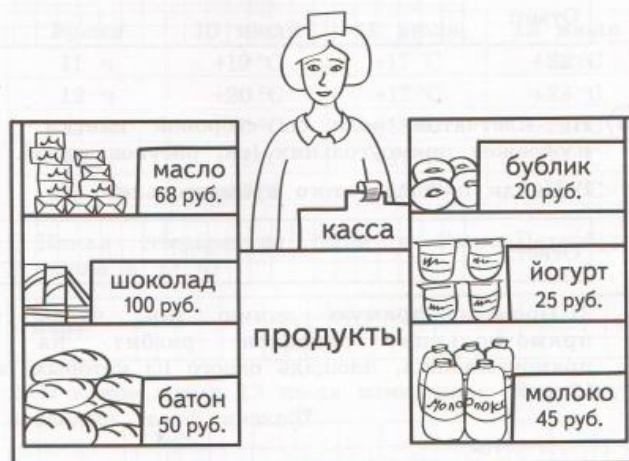 масло
68 руб.
шоколад
100 руб.
батон
50 руб.
касса
продукты
бублик
20 руб.
йогурт
25 руб.
молоко
45 руб.